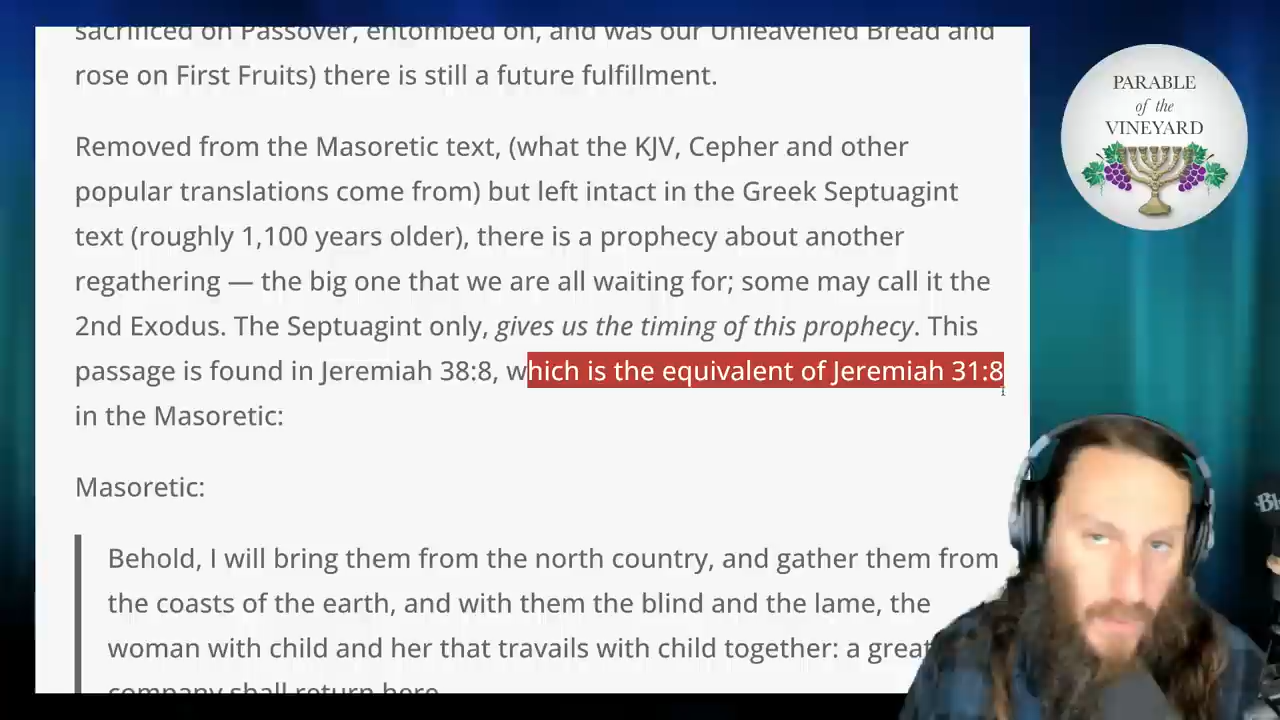 sacrificed on Passover, entombed on, and was our Unleavened Bread and
rose on First Fruits) there is still a future fulfillment.
Removed from the Masoretic text, (what the KJV, Cepher and other
popular translations come from) but left intact in the Greek Septuagint
text (roughly 1,100 years older), there is a prophecy about another
regathering — the big one that we are all waiting for; some may call it the
2nd Exodus. The Septuagint only, gives us the timing of this prophecy. This
passage is found in Jeremiah 38:8, which is the equivalent of Jeremiah 31:8
in the Masoretic:
Masoretic:
Behold, I will bring them from the north country, and gather them from
the coasts of the earth, and with them the blind and the lame, the
woman with child and her that travails with child together: a great
company shall return here.
PARABLE
of the
VINEYARD